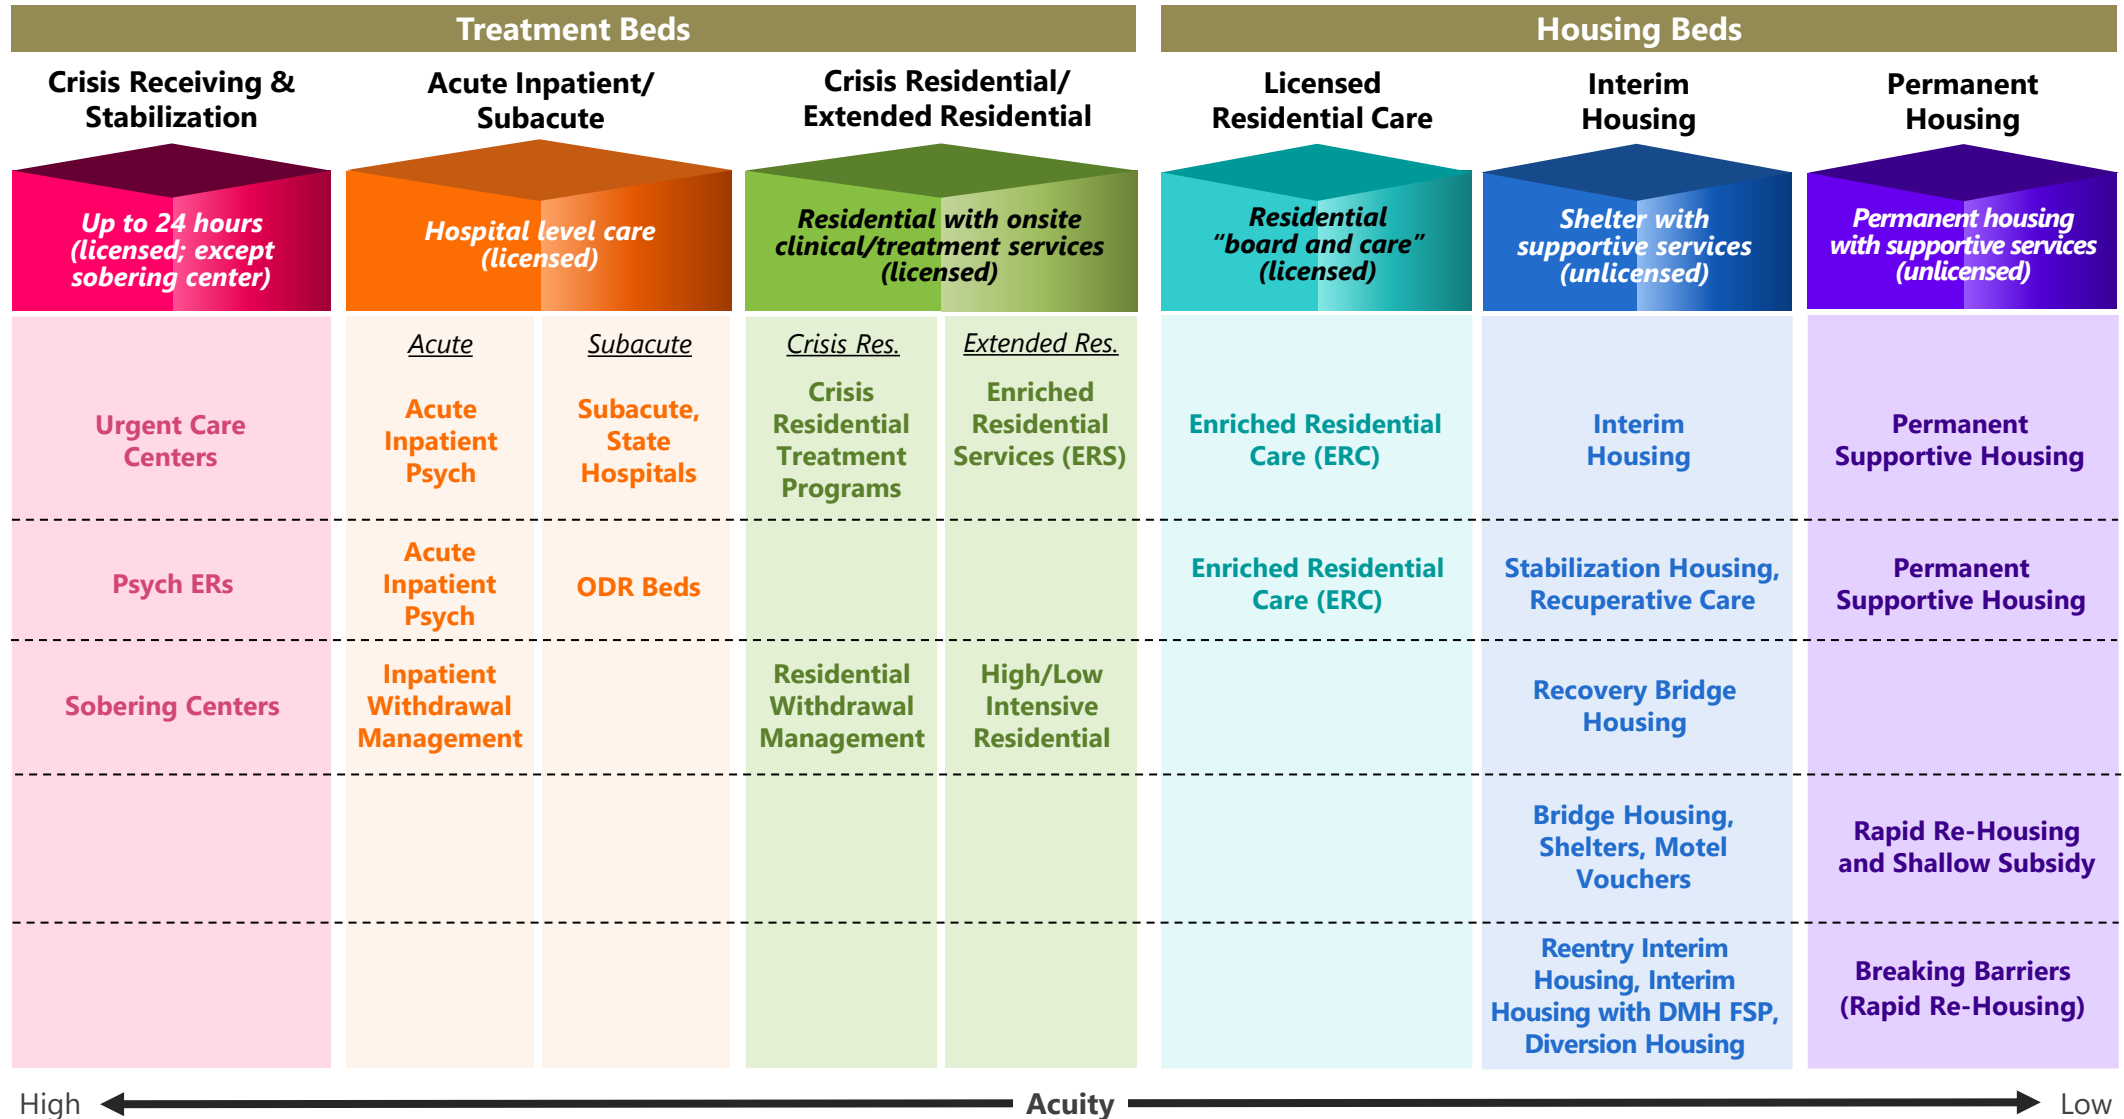 Treatment Beds
Housing Beds
Crisis Receiving &
Stabilization
Acute Inpatient/
Subacute
Crisis Residential/
Extended Residential
Licensed
Residential Care
Interim
Housing
Permanent
Housing
Up to 24 hours
(licensed; except
sobering center)
Hospital level care
(licensed)
Residential with onsite
clinical/treatment services
(licensed)
Residential
“board and care”
(licensed)
Shelter with
supportive services
(unlicensed)
Permanent housing
with supportive services
(unlicensed)
Acute
Subacute
Crisis Res.
Extended Res.
Urgent Care
Centers
Acute
Inpatient
Psych
Subacute,
State
Hospitals
Crisis
Residential
Treatment
Programs
Enriched
Residential
Services (ERS)
Enriched Residential
Care (ERC)
Interim
Housing
Permanent
Supportive Housing
Psych ERs
Acute
Inpatient
Psych
ODR Beds
Enriched Residential
Care (ERC)
Stabilization Housing,
Recuperative Care
Permanent
Supportive Housing
Sobering Centers
Inpatient
Withdrawal
Management
Residential
Withdrawal
Management
High/Low
Intensive
Residential
Recovery Bridge
Housing
Bridge Housing,
Shelters, Motel
Vouchers
Rapid Re-Housing
and Shallow Subsidy
Reentry Interim
Housing, Interim
Housing with DMH FSP,
Diversion Housing
Breaking Barriers
(Rapid Re-Housing)
High
Acuity
Low